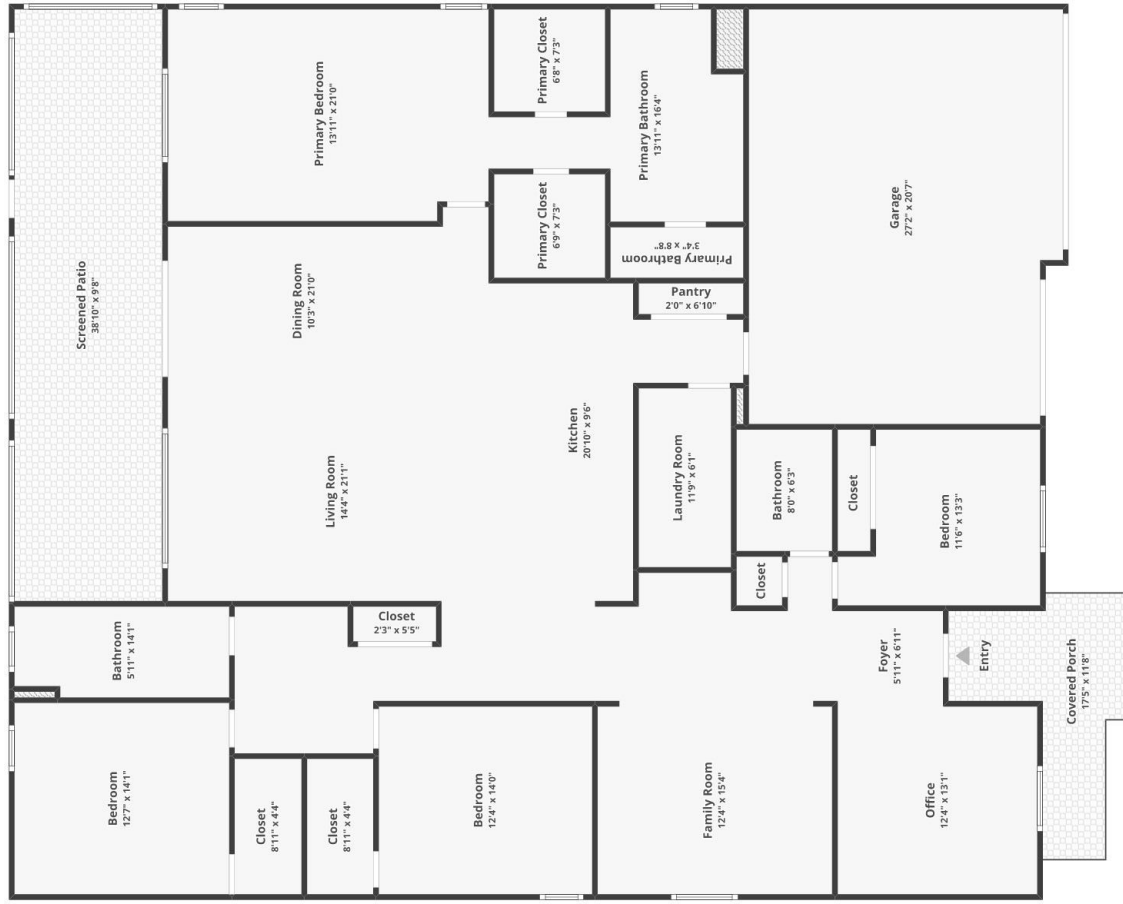 Primary Bedroom
13'11" x 21'0"
Primary Closet
6'8" x 7'3"
Primary Bathroom
13'11" x 16'4"
Primary Closet
6'9" x 7'3"
Primary Bathroom
3'4" x 8'8"
Garage
27'2" x 20'7"
Screened Patio
38'10" x 9'8"
Dining Room
10'3" x 21'0"
Pantry
2'0" x 6'10"
Kitchen
20'10" x 9'6"
Living Room
14'4" x 21'1"
Laundry Room
11'9" x 6'1"
Bathroom
8'0" x 6'3"
Closet
Bedroom
11'6" x 13'3"
Closet
Closet
2'3" x 5'5"
Bathroom
5'11" x 14'1"
Foyer
5'11" x 6'11"
Entry
Covered Porch
17'5" x 11'8"
Bedroom
12'7" x 14'1"
Closet
8'11" x 4'4"
Closet
8'11" x 4'4"
Bedroom
12'4" x 14'0"
Family Room
12'4" x 15'4"
Office
12'4" x 13'1"